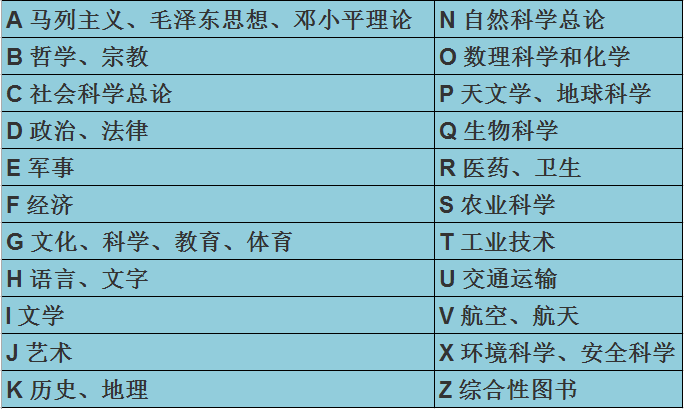 A 马列主义、毛泽东思想、邓小平理论
N 自然科学总论
B 哲学、宗教
O 数理科学和化学
C 社会科学总论
P 天文学、地球科学
D 政治、法律
Q 生物科学
E 军事
R 医药、卫生
F 经济
S 农业科学
G 文化、科学、教育、体育
T 工业技术
H 语言、文字
U 交通运输
I 文学
V 航空、航天
J 艺术
X 环境科学、安全科学
K 历史、地理
Z 综合性图书